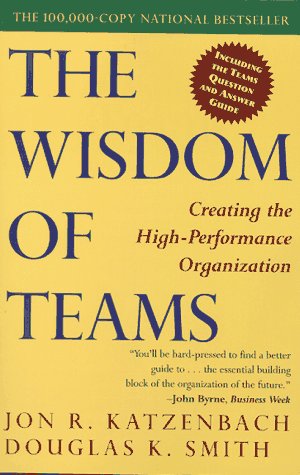 THE 100,000-COPY NATIONAL BESTSELLER
INCLUDING
THE TEAMS
QUESTION
AND ANSWER
GUIDE
THE
WISDOM
OF
TEAMS
Creating the
High-Performance
Organization
"You'll be hard-pressed to find a better
guide to . . . the essential building
block of the organization of the future."
–John Byrne, Business Week
JON R. KATZENBACH
DOUGLAS K. SMITH